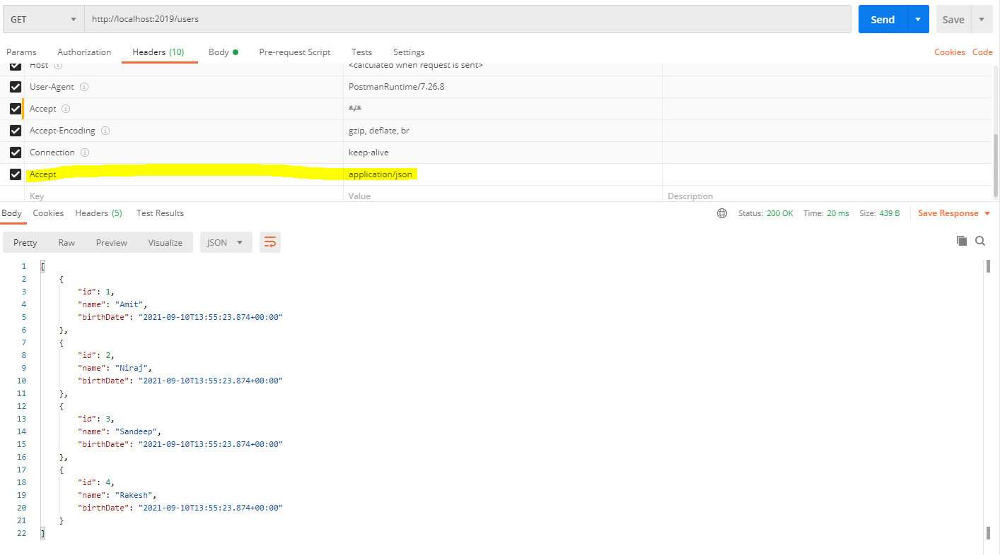 GET http://localhost:2019/users Send Save
Params Authorization Headers (10) Body Pre-request Script Tests Settings Cookies Code
Host <calculated when request is sent>
User-Agent PostmanRuntime/7.26.8
Accept */*
Accept-Encoding gzip, deflate, br
Connection keep-alive
Accept application/json
Key Value Description
Body Cookies Headers (5) Test Results Status: 200 OK Time: 20 ms Size: 439 B Save Response
Pretty Raw Preview Visualize JSON
1 [
2 {
3 "id": 1,
4 "name": "Amit",
5 "birthDate": "2021-09-10T13:55:23.874+00:00"
6 },
7 {
8 "id": 2,
9 "name": "Niraj",
10 "birthDate": "2021-09-10T13:55:23.874+00:00"
11 },
12 {
13 "id": 3,
14 "name": "Sandeep",
15 "birthDate": "2021-09-10T13:55:23.874+00:00"
16 },
17 {
18 "id": 4,
19 "name": "Rakesh",
20 "birthDate": "2021-09-10T13:55:23.874+00:00"
21 }
22 ]